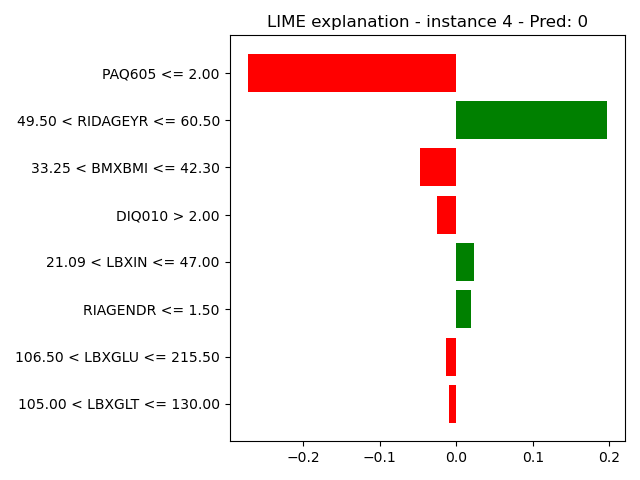 LIME explanation - instance 4 - Pred: 0
PAQ605 <= 2.00
49.50 < RIDAGEYR <= 60.50
33.25 < BMXBMI <= 42.30
DIQ010 > 2.00
21.09 < LBXIN <= 47.00
RIAGENDR <= 1.50
106.50 < LBXGLU <= 215.50
105.00 < LBXGLT <= 130.00
−0.2 −0.1 0.0 0.1 0.2